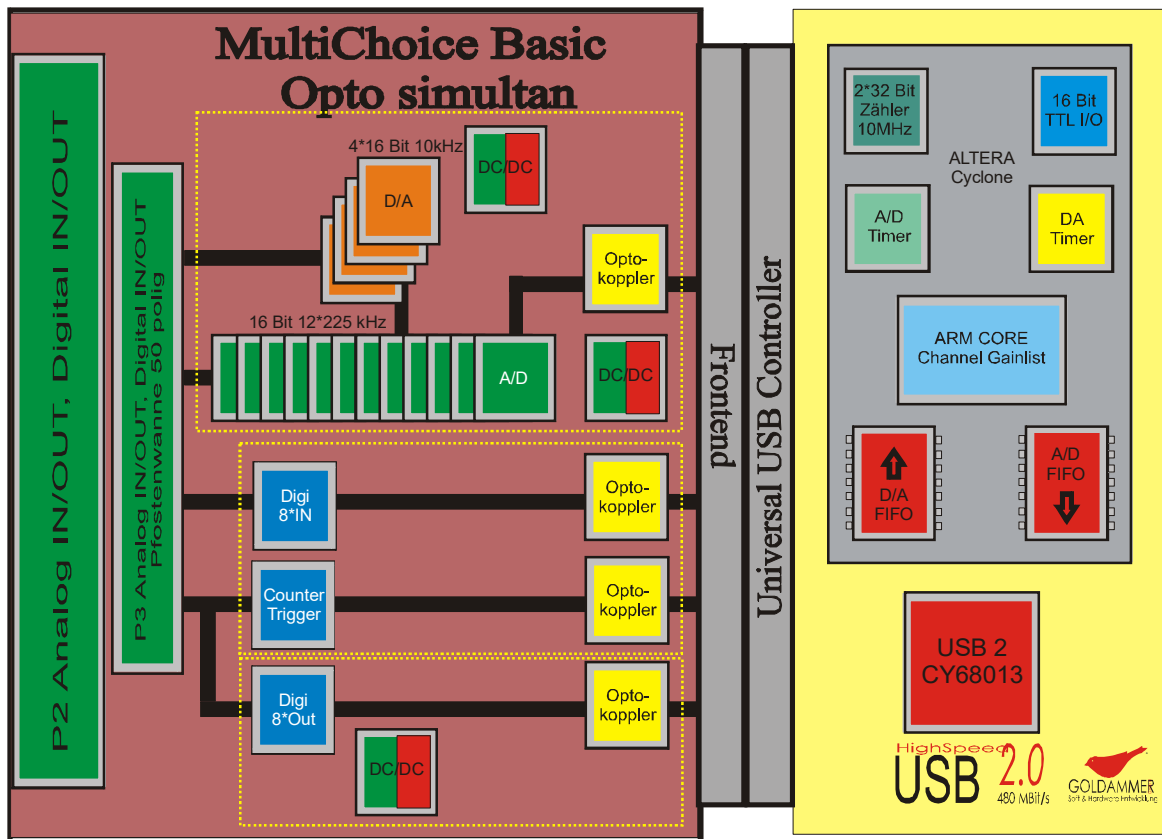 MultiChoice Basic
Opto simultan
P2 Analog IN/OUT, Digital IN/OUT
P3 Analog IN/OUT, Digital IN/OUT
Pfostenwanne 50 polig
4*16 Bit 10kHz
D/A
DC/DC
Opto-
koppler
16 Bit 12*225 kHz
A/D
DC/DC
Digi
8*IN
Opto-
koppler
Counter
Trigger
Opto-
koppler
Digi
8*Out
Opto-
koppler
DC/DC
Frontend
Universal USB Controller
2*32 Bit
Zähler
10MHz
16 Bit
TTL I/O
ALTERA
Cyclone
A/D
Timer
DA
Timer
ARM CORE
Channel Gainlist
D/A
FIFO
A/D
FIFO
USB 2
CY68013
HighSpeed
USB 2.0
480 MBit/s
GOLDAMMER
Soft & Hardware Entwicklung